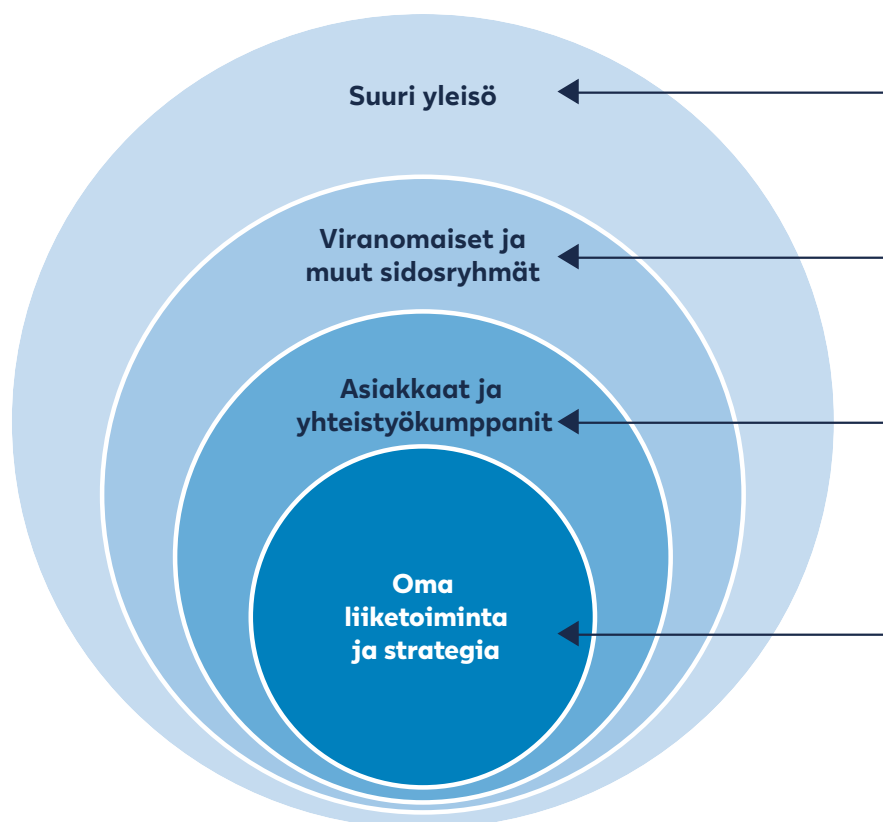 Suuri yleisö
Viranomaiset ja
muut sidosryhmät
Asiakkaat ja
yhteistyökumppanit
Oma
liiketoiminta
ja strategia